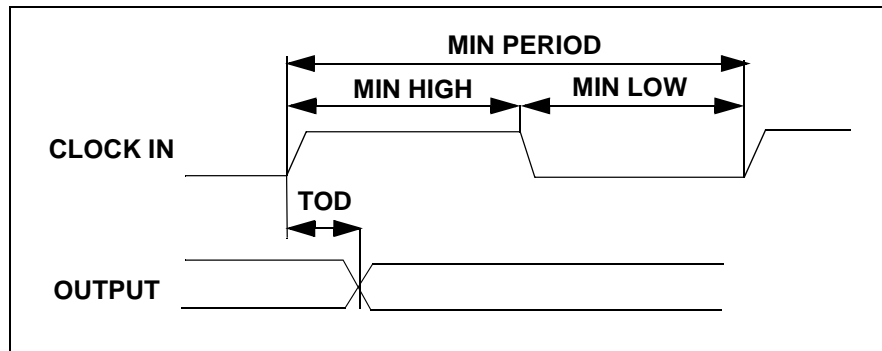 MIN PERIOD
MIN HIGH MIN LOW
CLOCK IN
TOD
OUTPUT